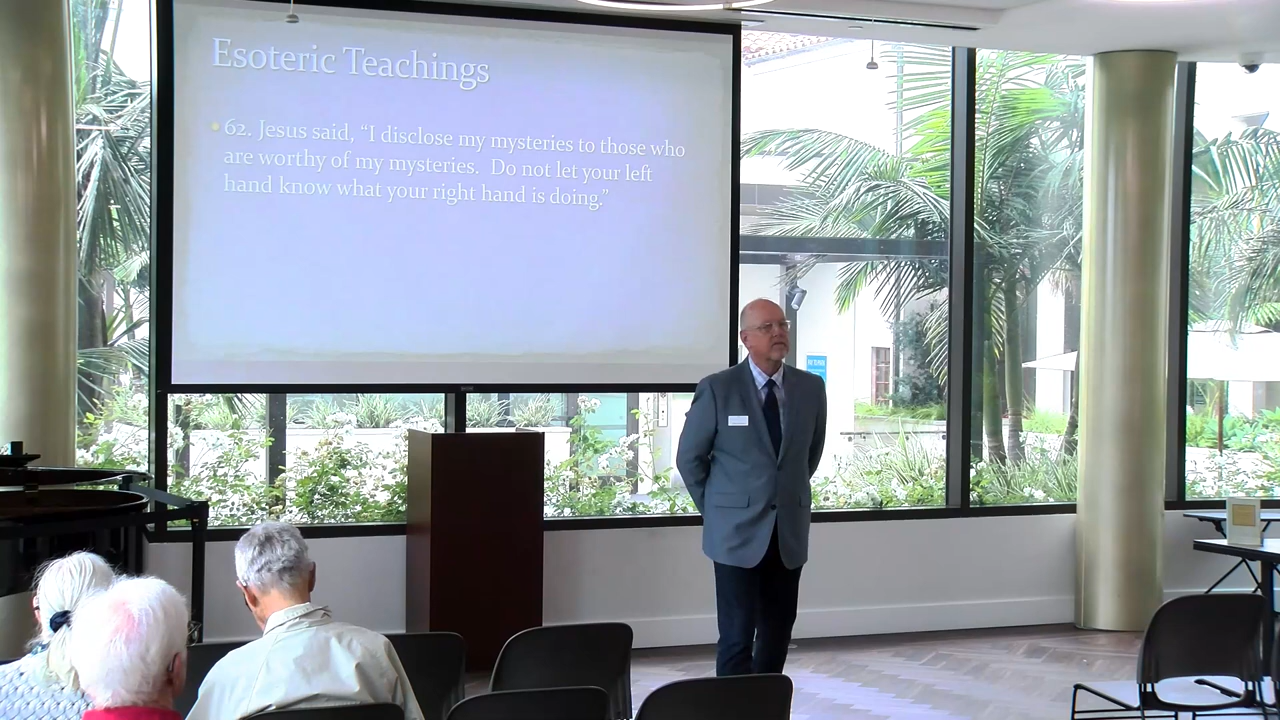 Esoteric Teachings
62. Jesus said, “I disclose my mysteries to those who
are worthy of my mysteries.  Do not let your left
hand know what your right hand is doing.”